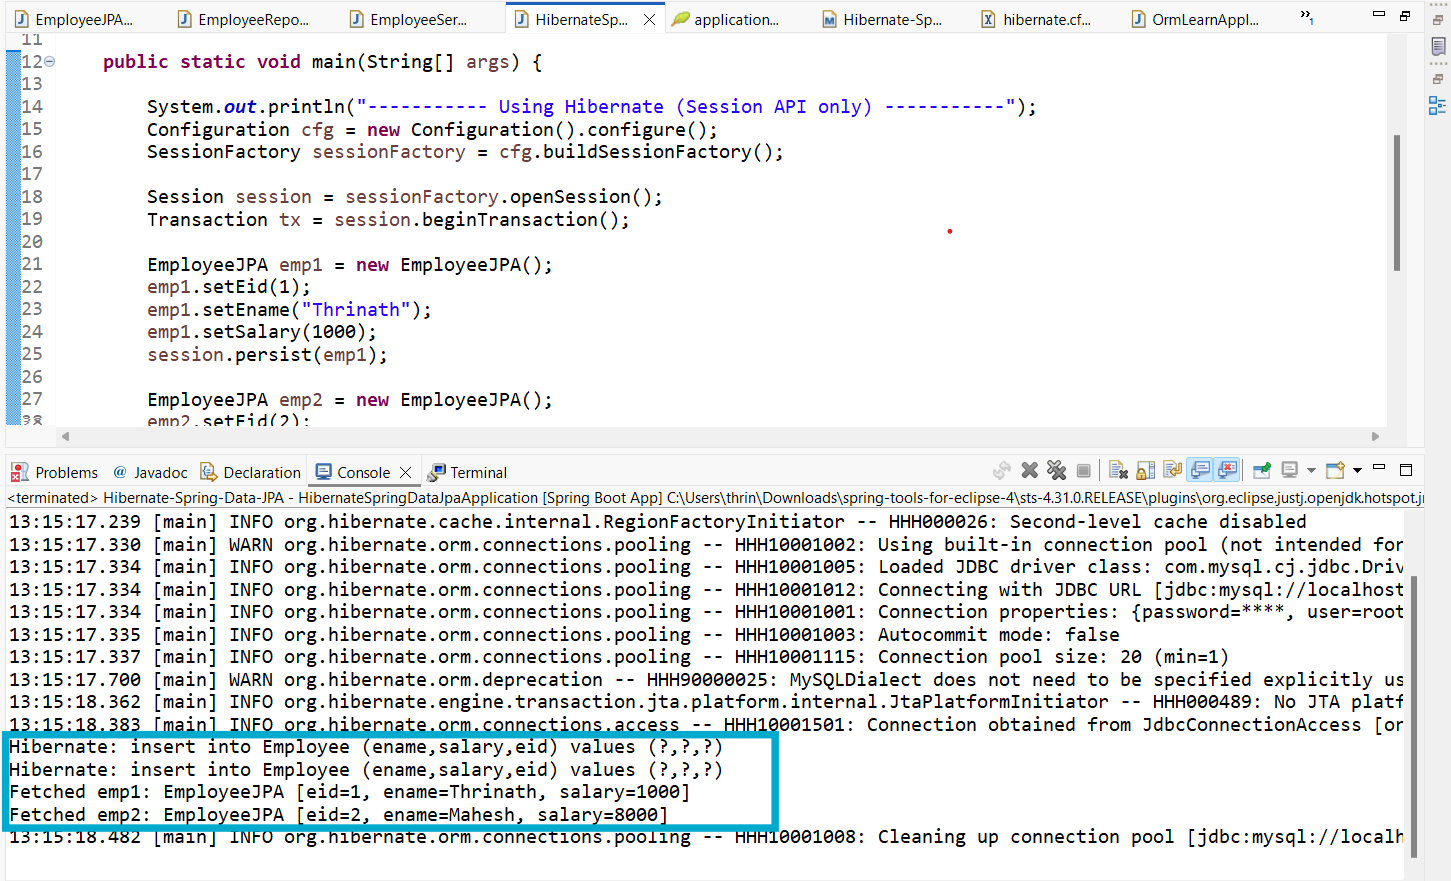 EmployeeJPA...
EmployeeRepo...
EmployeeSer...
HibernateSp...
application...
Hibernate-Sp...
hibernate.cf...
OrmLearnAppl...
»1
11
12 public static void main(String[] args) {
13
14 System.out.println("----------- Using Hibernate (Session API only) -----------");
15 Configuration cfg = new Configuration().configure();
16 SessionFactory sessionFactory = cfg.buildSessionFactory();
17
18 Session session = sessionFactory.openSession();
19 Transaction tx = session.beginTransaction();
20
21 EmployeeJPA emp1 = new EmployeeJPA();
22 emp1.setEid(1);
23 emp1.setEname("Thrinath");
24 emp1.setSalary(1000);
25 session.persist(emp1);
26
27 EmployeeJPA emp2 = new EmployeeJPA();
28 emp2.setEid(2);
Problems
@ Javadoc
Declaration
Console
Terminal
<terminated> Hibernate-Spring-Data-JPA - HibernateSpringDataJpaApplication [Spring Boot App] C:\Users\thrin\Downloads\spring-tools-for-eclipse-4\sts-4.31.0.RELEASE\plugins\org.eclipse.justj.openjdk.hotspot.jr
13:15:17.239 [main] INFO org.hibernate.cache.internal.RegionFactoryInitiator -- HHH000026: Second-level cache disabled
13:15:17.330 [main] WARN org.hibernate.orm.connections.pooling -- HHH10001002: Using built-in connection pool (not intended for
13:15:17.334 [main] INFO org.hibernate.orm.connections.pooling -- HHH10001005: Loaded JDBC driver class: com.mysql.cj.jdbc.Driv
13:15:17.334 [main] INFO org.hibernate.orm.connections.pooling -- HHH10001012: Connecting with JDBC URL [jdbc:mysql://localhost
13:15:17.334 [main] INFO org.hibernate.orm.connections.pooling -- HHH10001001: Connection properties: {password=****, user=root
13:15:17.335 [main] INFO org.hibernate.orm.connections.pooling -- HHH10001003: Autocommit mode: false
13:15:17.337 [main] INFO org.hibernate.orm.connections.pooling -- HHH10001115: Connection pool size: 20 (min=1)
13:15:17.700 [main] WARN org.hibernate.orm.deprecation -- HHH90000025: MySQLDialect does not need to be specified explicitly us
13:15:18.362 [main] INFO org.hibernate.engine.transaction.jta.platform.internal.JtaPlatformInitiator -- HHH000489: No JTA platf
13:15:18.383 [main] INFO org.hibernate.orm.connections.access -- HHH10001501: Connection obtained from JdbcConnectionAccess [or
Hibernate: insert into Employee (ename,salary,eid) values (?,?,?)
Hibernate: insert into Employee (ename,salary,eid) values (?,?,?)
Fetched emp1: EmployeeJPA [eid=1, ename=Thrinath, salary=1000]
Fetched emp2: EmployeeJPA [eid=2, ename=Mahesh, salary=8000]
13:15:18.482 [main] INFO org.hibernate.orm.connections.pooling -- HHH10001008: Cleaning up connection pool [jdbc:mysql://localh